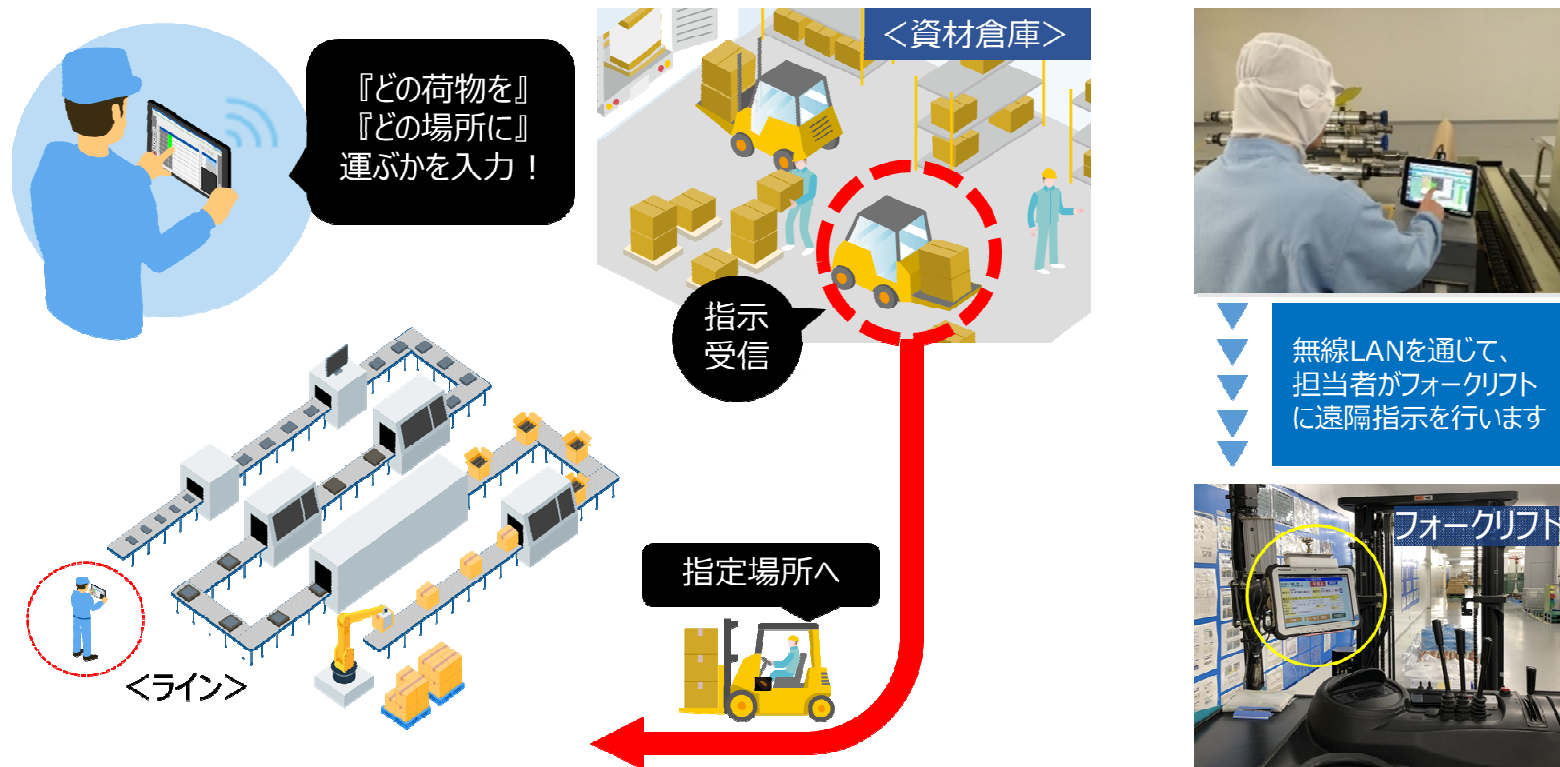 『どの荷物を』
『どの場所に』
運ぶかを入力！
＜資材倉庫＞
指示
受信
指定場所へ
＜ライン＞
無線LANを通じて、
担当者がフォークリフト
に遠隔指示を行います
フォークリフト